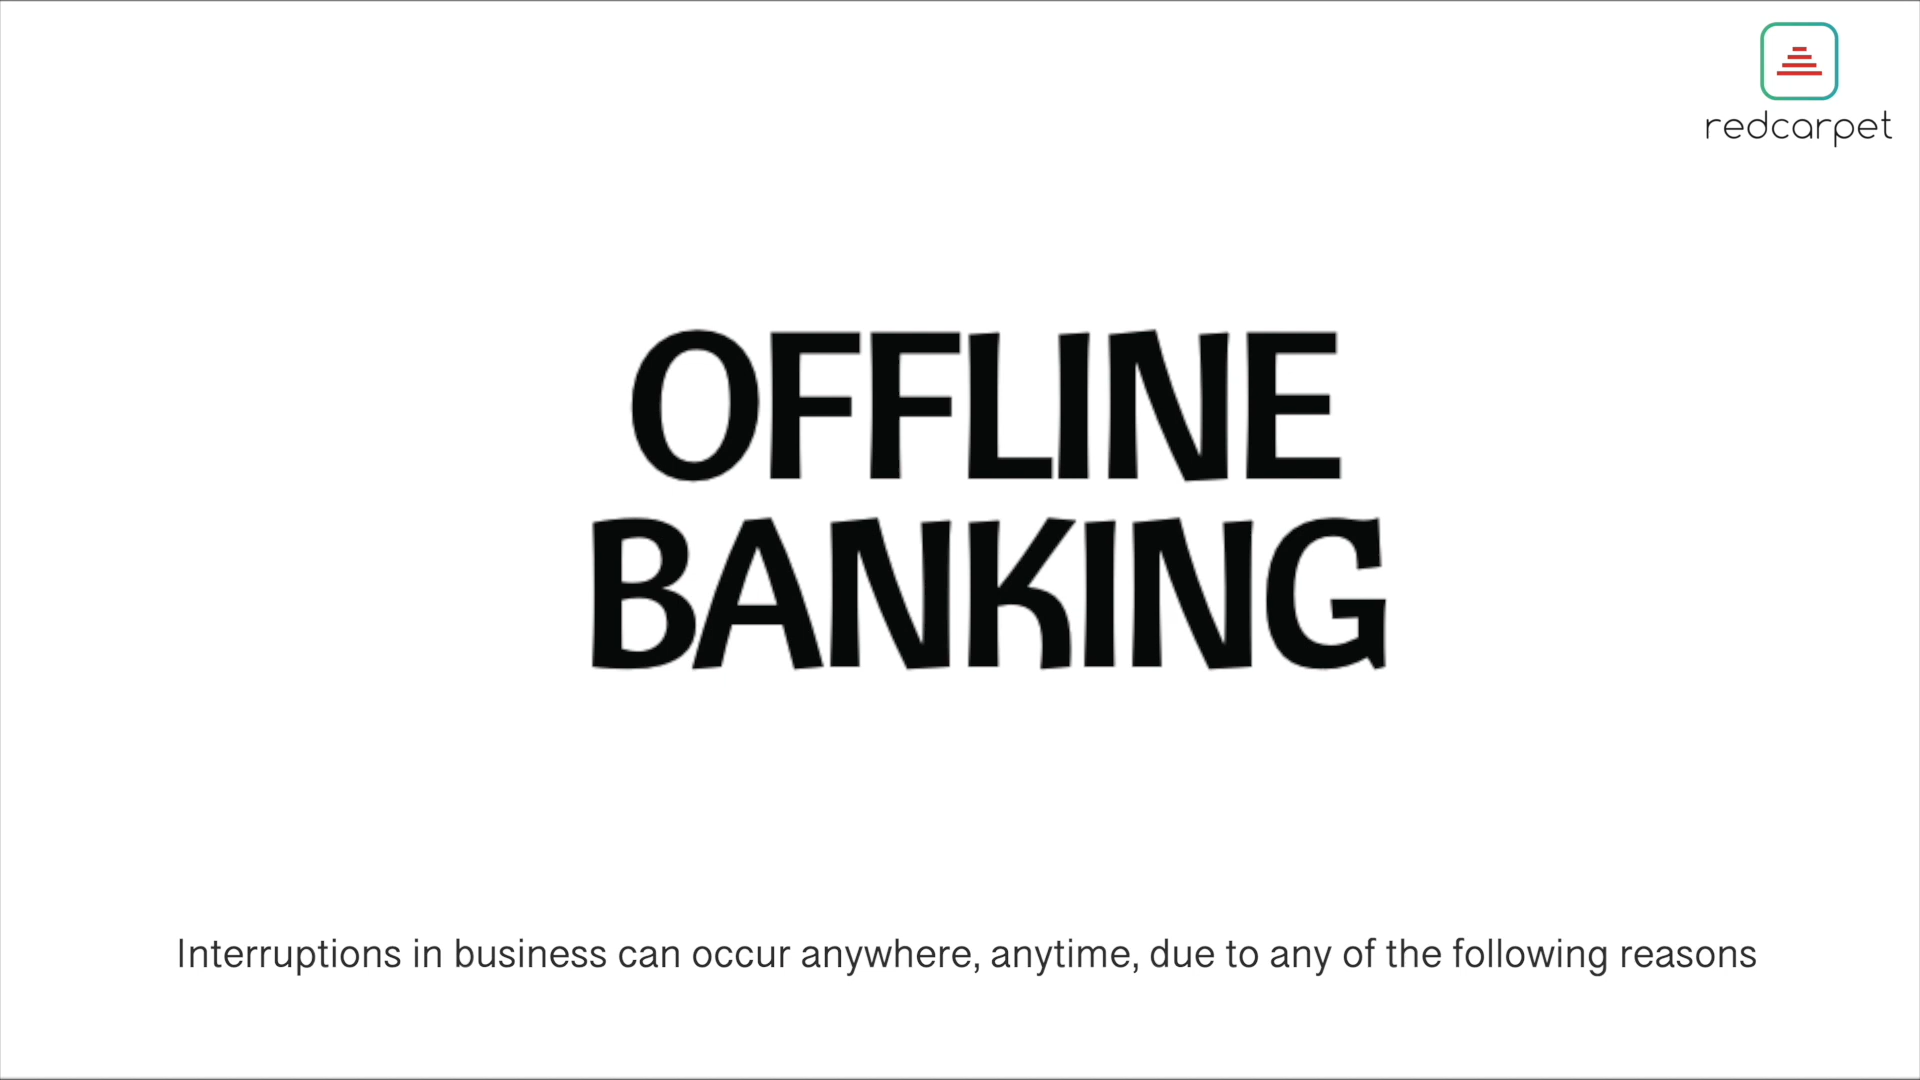 redcarpet
OFFLINE
BANKING
Interruptions in business can occur anywhere, anytime, due to any of the following reasons